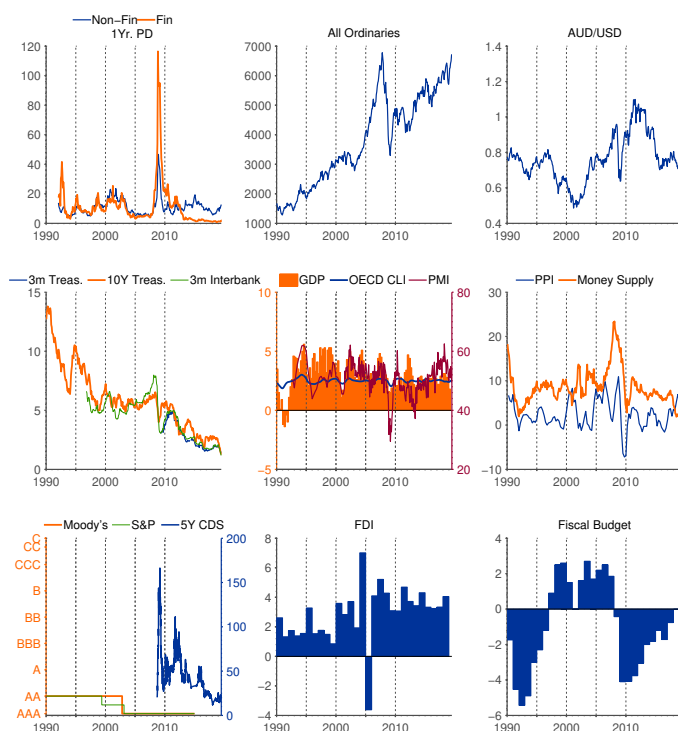 Non−Fin Fin
1Yr. PD
120
100
80
60
40
20
0
1990 2000 2010
All Ordinaries
7000
6000
5000
4000
3000
2000
1000
1990 2000 2010
AUD/USD
1.4
1.2
1
0.8
0.6
0.4
1990 2000 2010
3m Treas. 10Y Treas. 3m Interbank
15
10
5
0
1990 2000 2010
GDP OECD CLI PMI
10 80
5 60
0 40
−5 20
1990 2000 2010
PPI Money Supply
30
20
10
0
−10
1990 2000 2010
Moody's S&P 5Y CDS
C 200
CC
CCC
150
B
BB 100
BBB
A 50
AA
AAA 0
1990 2000 2010
FDI
8
6
4
2
0
−2
−4
1990 2000 2010
Fiscal Budget
4
2
0
−2
−4
−6
1990 2000 2010